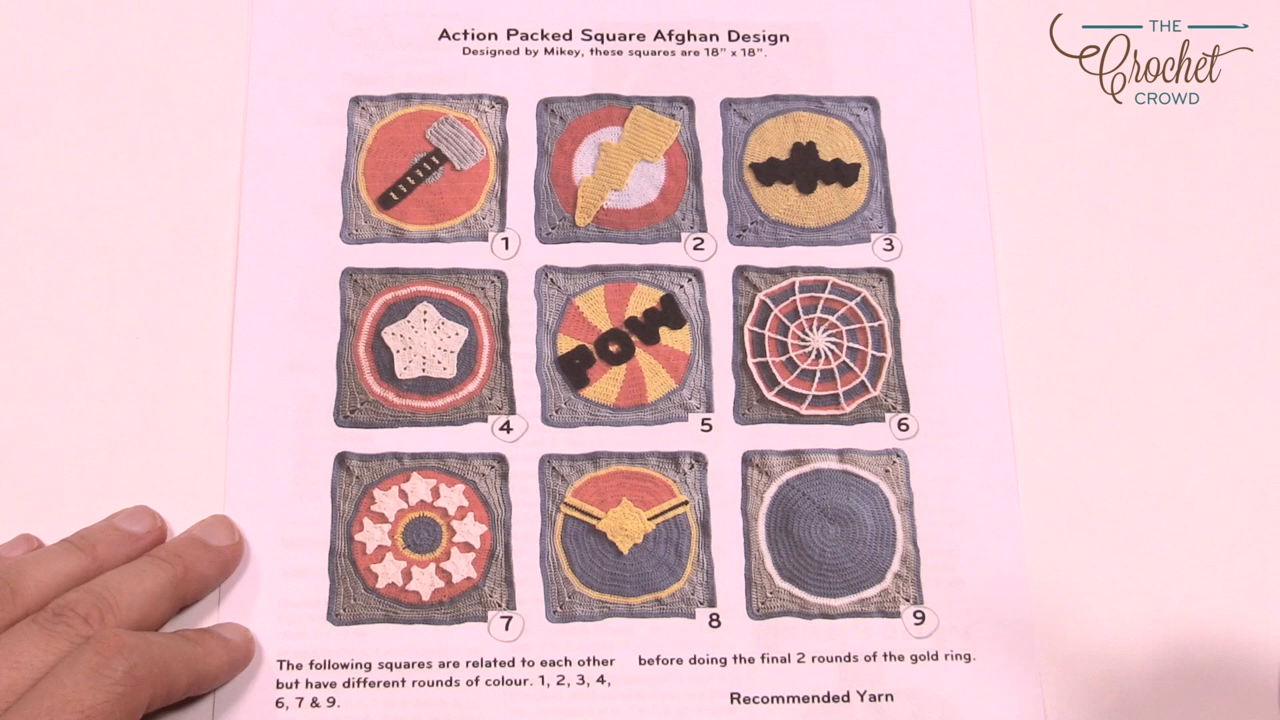 Action Packed Square Afghan Design
Designed by Mikey, these squares are 18" x 18".
THE
Crochet
CROWD
1
2
3
4
POW
5
6
7
8
9
The following squares are related to each other
but have different rounds of colour. 1, 2, 3, 4,
6, 7 & 9.
before doing the final 2 rounds of the gold ring.
Recommended Yarn